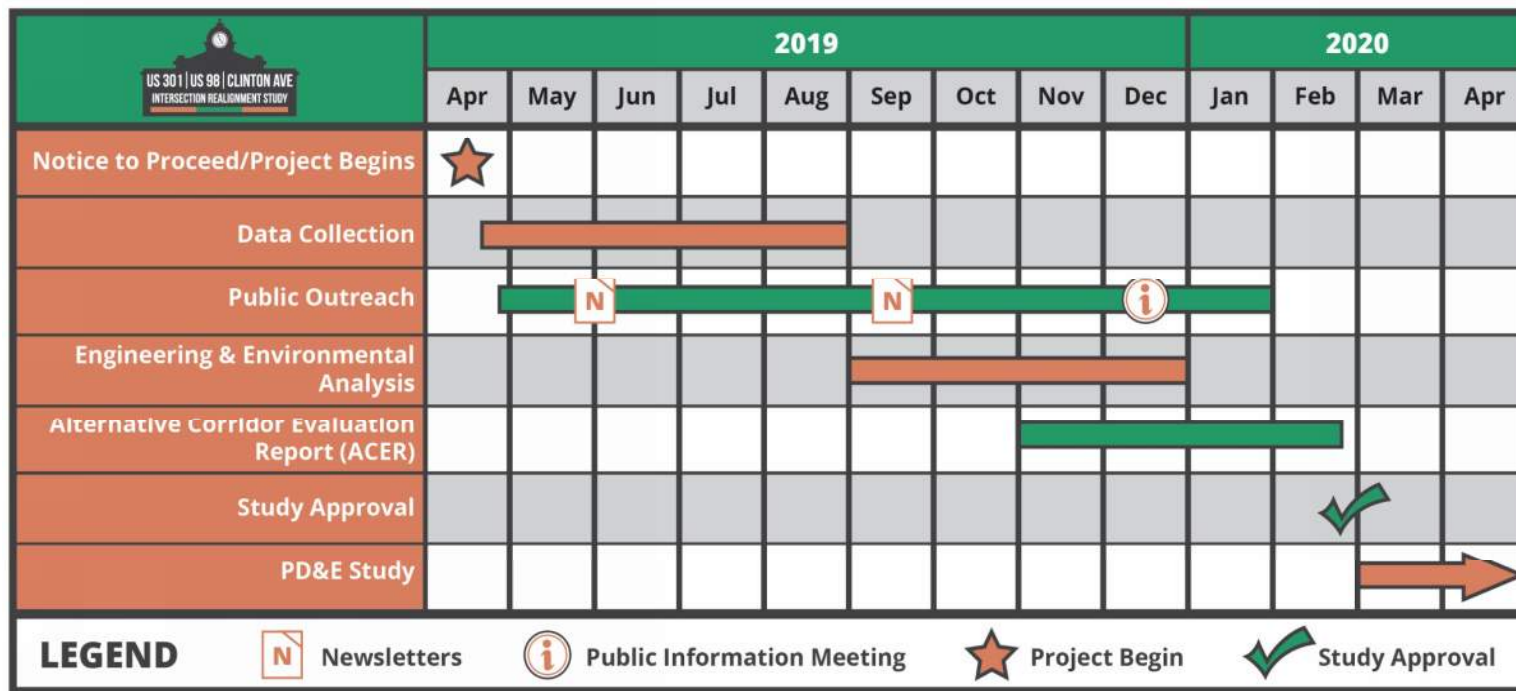 US 301 | US 98 | CLINTON AVE
INTERSECTION REALIGNMENT STUDY
2019
2020
Apr
May
Jun
Jul
Aug
Sep
Oct
Nov
Dec
Jan
Feb
Mar
Apr
Notice to Proceed/Project Begins
Data Collection
Public Outreach
N
N
i
Engineering & Environmental
Analysis
Alternative Corridor Evaluation
Report (ACER)
Study Approval
PD&E Study
LEGEND
N
Newsletters
i
Public Information Meeting
Project Begin
Study Approval